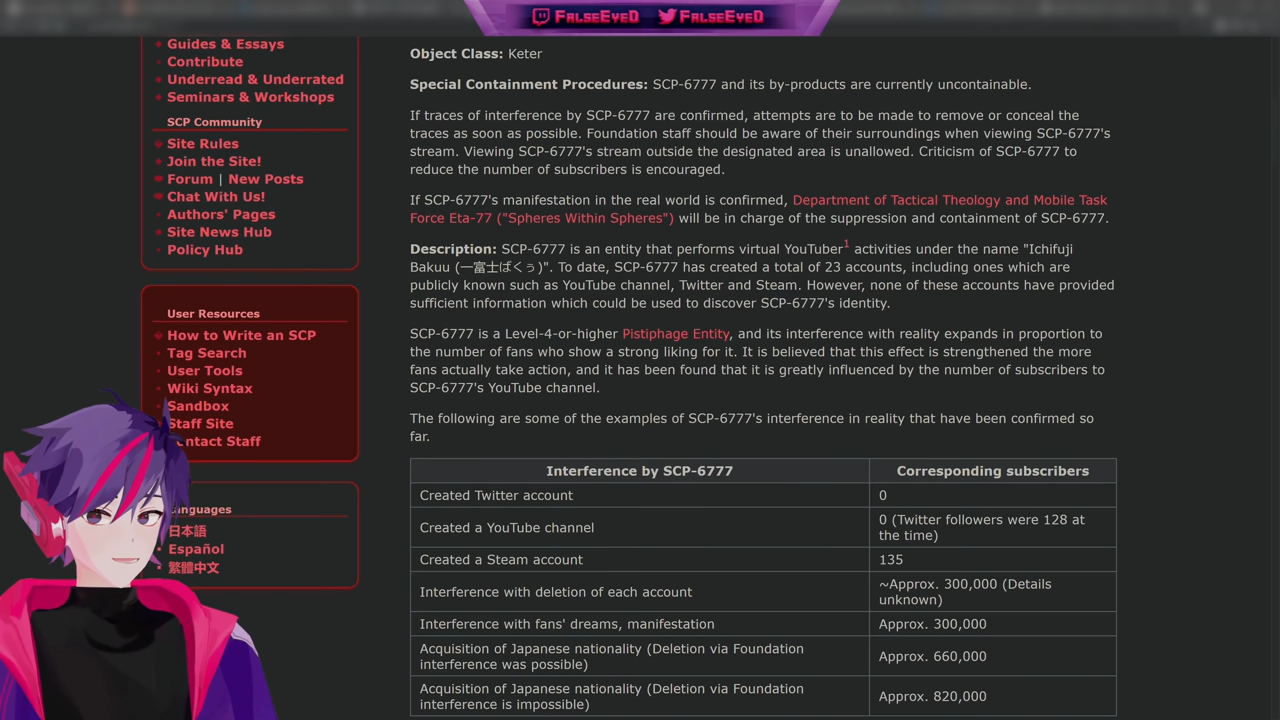 FalseEyeD FalseEyeD
Guides & Essays
Contribute
Underread & Underrated
Seminars & Workshops
SCP Community
Site Rules
Join the Site!
Forum | New Posts
Chat With Us!
Authors' Pages
Site News Hub
Policy Hub
User Resources
How to Write an SCP
Tag Search
User Tools
Wiki Syntax
Sandbox
Staff Site
ontact Staff
anguages
日本語
Español
繁體中文
Object Class: Keter
Special Containment Procedures: SCP-6777 and its by-products are currently uncontainable.
If traces of interference by SCP-6777 are confirmed, attempts are to be made to remove or conceal the
traces as soon as possible. Foundation staff should be aware of their surroundings when viewing SCP-6777's
stream. Viewing SCP-6777's stream outside the designated area is unallowed. Criticism of SCP-6777 to
reduce the number of subscribers is encouraged.
If SCP-6777's manifestation in the real world is confirmed, Department of Tactical Theology and Mobile Task
Force Eta-77 ("Spheres Within Spheres") will be in charge of the suppression and containment of SCP-6777.
Description: SCP-6777 is an entity that performs virtual YouTuber1 activities under the name "Ichifuji
Bakuu (一富士ばくぅ)". To date, SCP-6777 has created a total of 23 accounts, including ones which are
publicly known such as YouTube channel, Twitter and Steam. However, none of these accounts have provided
sufficient information which could be used to discover SCP-6777's identity.
SCP-6777 is a Level-4-or-higher Pistiphage Entity, and its interference with reality expands in proportion to
the number of fans who show a strong liking for it. It is believed that this effect is strengthened the more
fans actually take action, and it has been found that it is greatly influenced by the number of subscribers to
SCP-6777's YouTube channel.
The following are some of the examples of SCP-6777's interference in reality that have been confirmed so
far.
Interference by SCP-6777 Corresponding subscribers
Created Twitter account 0
Created a YouTube channel 0 (Twitter followers were 128 at
the time)
Created a Steam account 135
Interference with deletion of each account ~Approx. 300,000 (Details
unknown)
Interference with fans' dreams, manifestation Approx. 300,000
Acquisition of Japanese nationality (Deletion via Foundation
interference was possible) Approx. 660,000
Acquisition of Japanese nationality (Deletion via Foundation
interference is impossible) Approx. 820,000